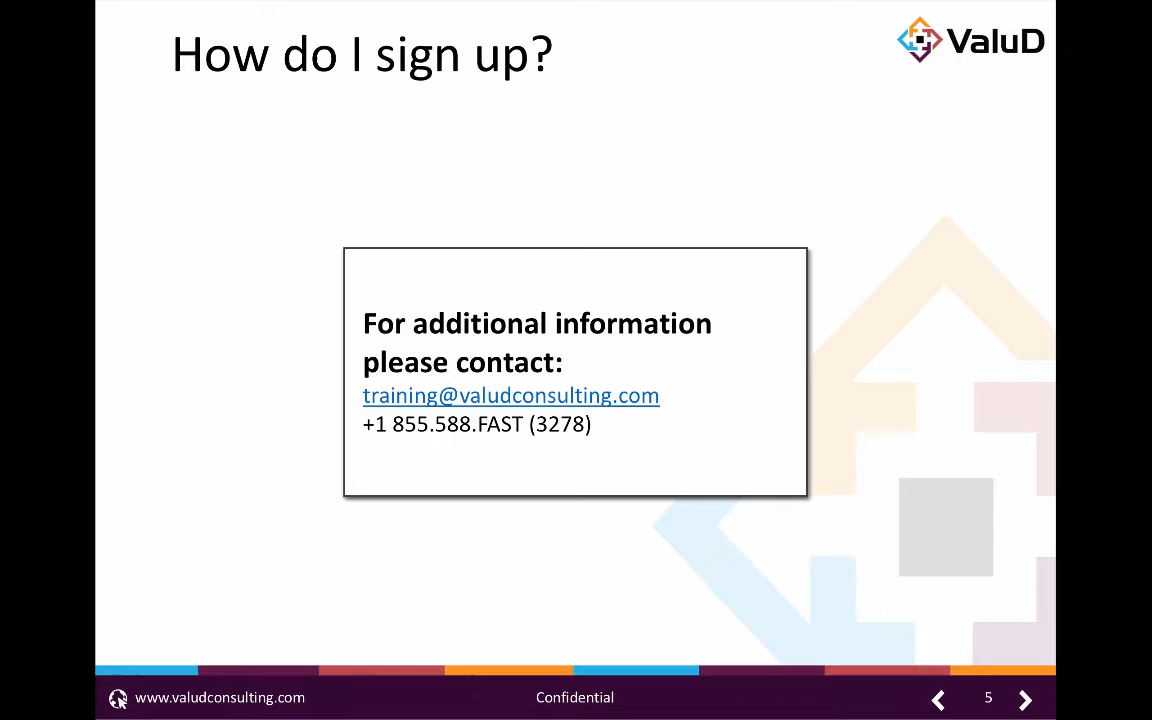 How do I sign up?
ValuD
For additional information
please contact:
training@valudconsulting.com
+1 855.588.FAST (3278)
www.valudconsulting.com
Confidential
5